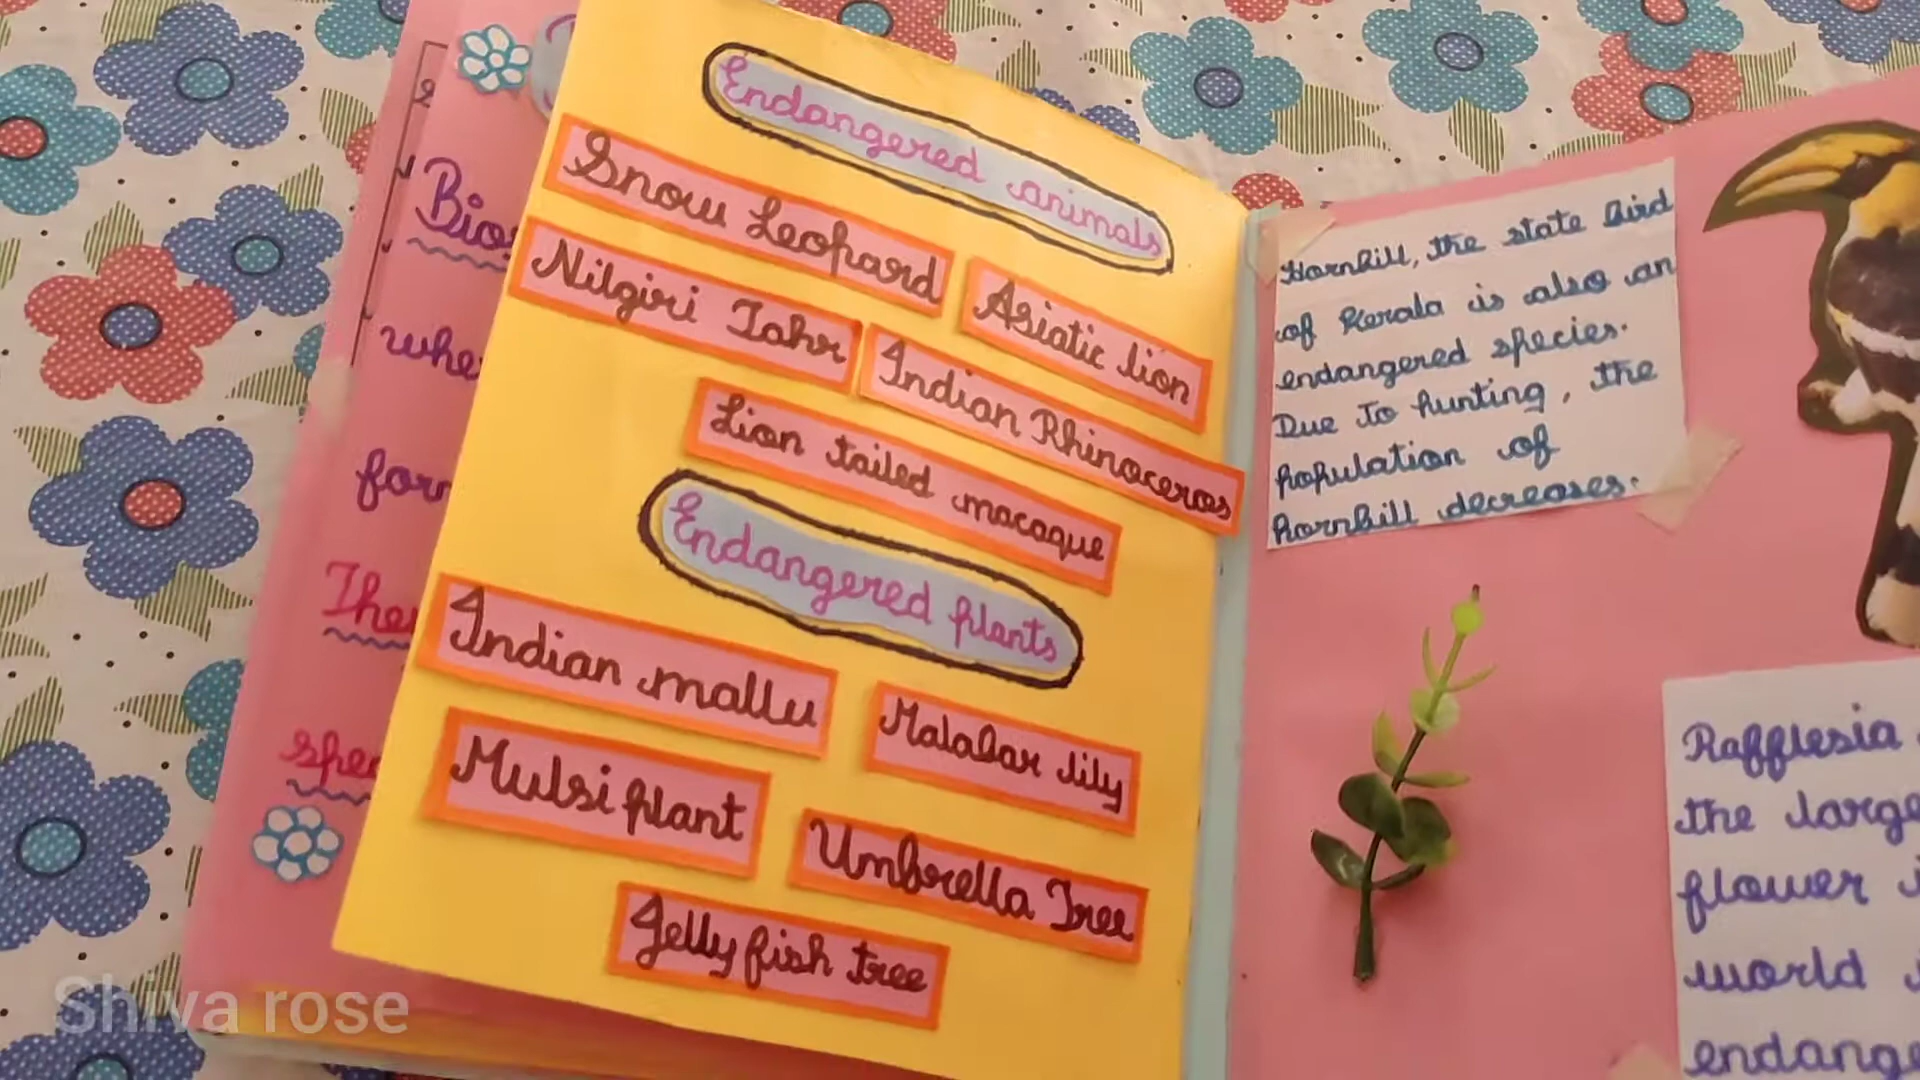 Endangered animals
Snow Leopard
Asiatic lion
Nilgiri Tahr
Indian Rhinoceros
Lion tailed macaque
Endangered plants
Indian mallu
Malabar lily
Mulsi plant
Umbrella Tree
Jelly fish tree
Hornbill, the state bird
of Kerala is also an
endangered species.
Due to hunting, the
population of
hornbill decreases.
Rafflesia
the large
flower
world
endange
Bios
whe
for
The
spe
Shiva rose